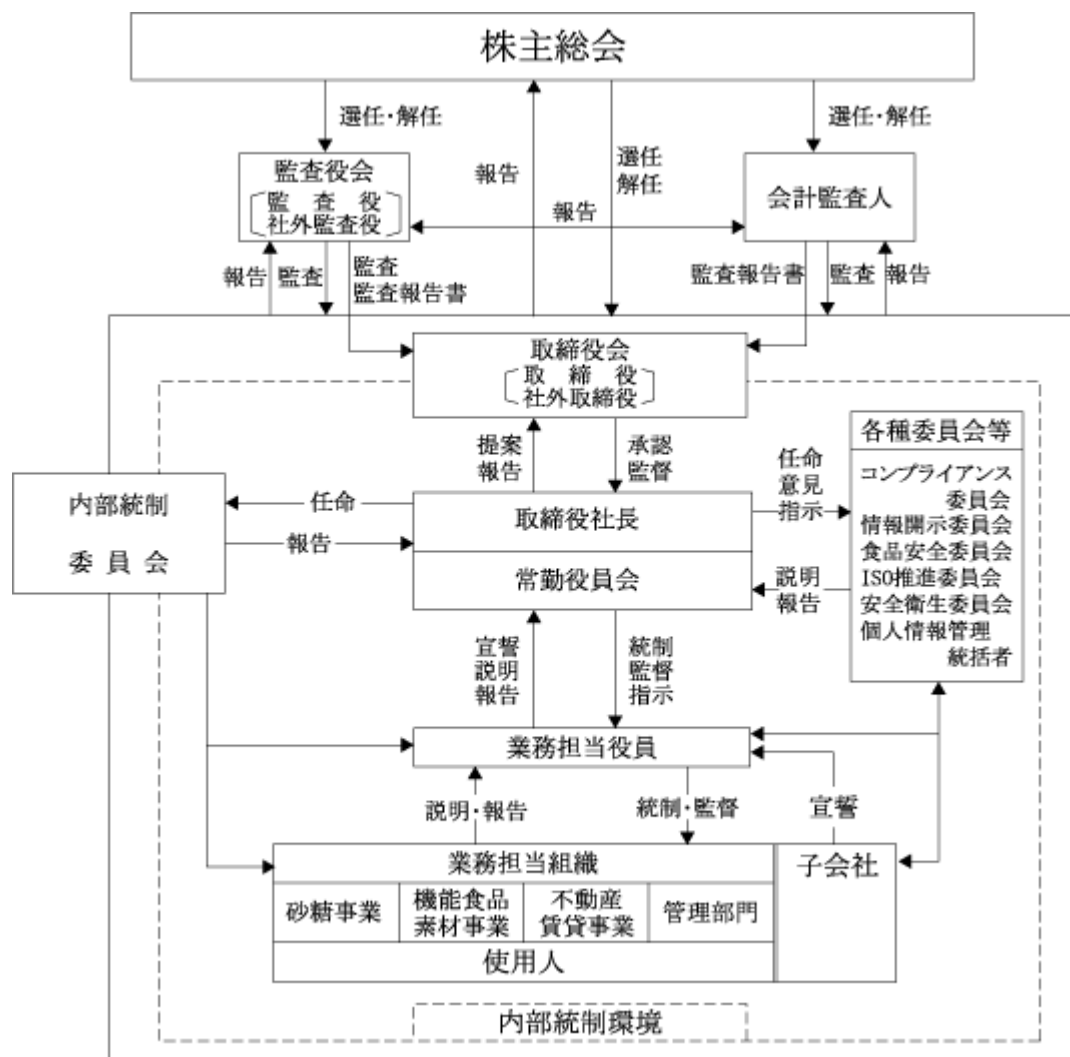 株主総会
選任・解任
選任・解任
報告
選任
解任
監査役会
監査役
社外監査役
報告
会計監査人
報告
監査
監査
監査報告書
監査報告書
監査
報告
取締役会
取締役
社外取締役
提案
報告
承認
監督
各種委員会等
コンプライアンス
委員会
情報開示委員会
食品安全委員会
ISO推進委員会
安全衛生委員会
個人情報管理
統括者
内部統制
委員会
任命
報告
取締役社長
常勤役員会
任命
意見
指示
説明
報告
宣誓
説明
報告
統制
監督
指示
業務担当役員
説明・報告
統制・監督
宣誓
業務担当組織
子会社
砂糖事業
機能食品
素材事業
不動産
賃貸事業
管理部門
使用人
内部統制環境